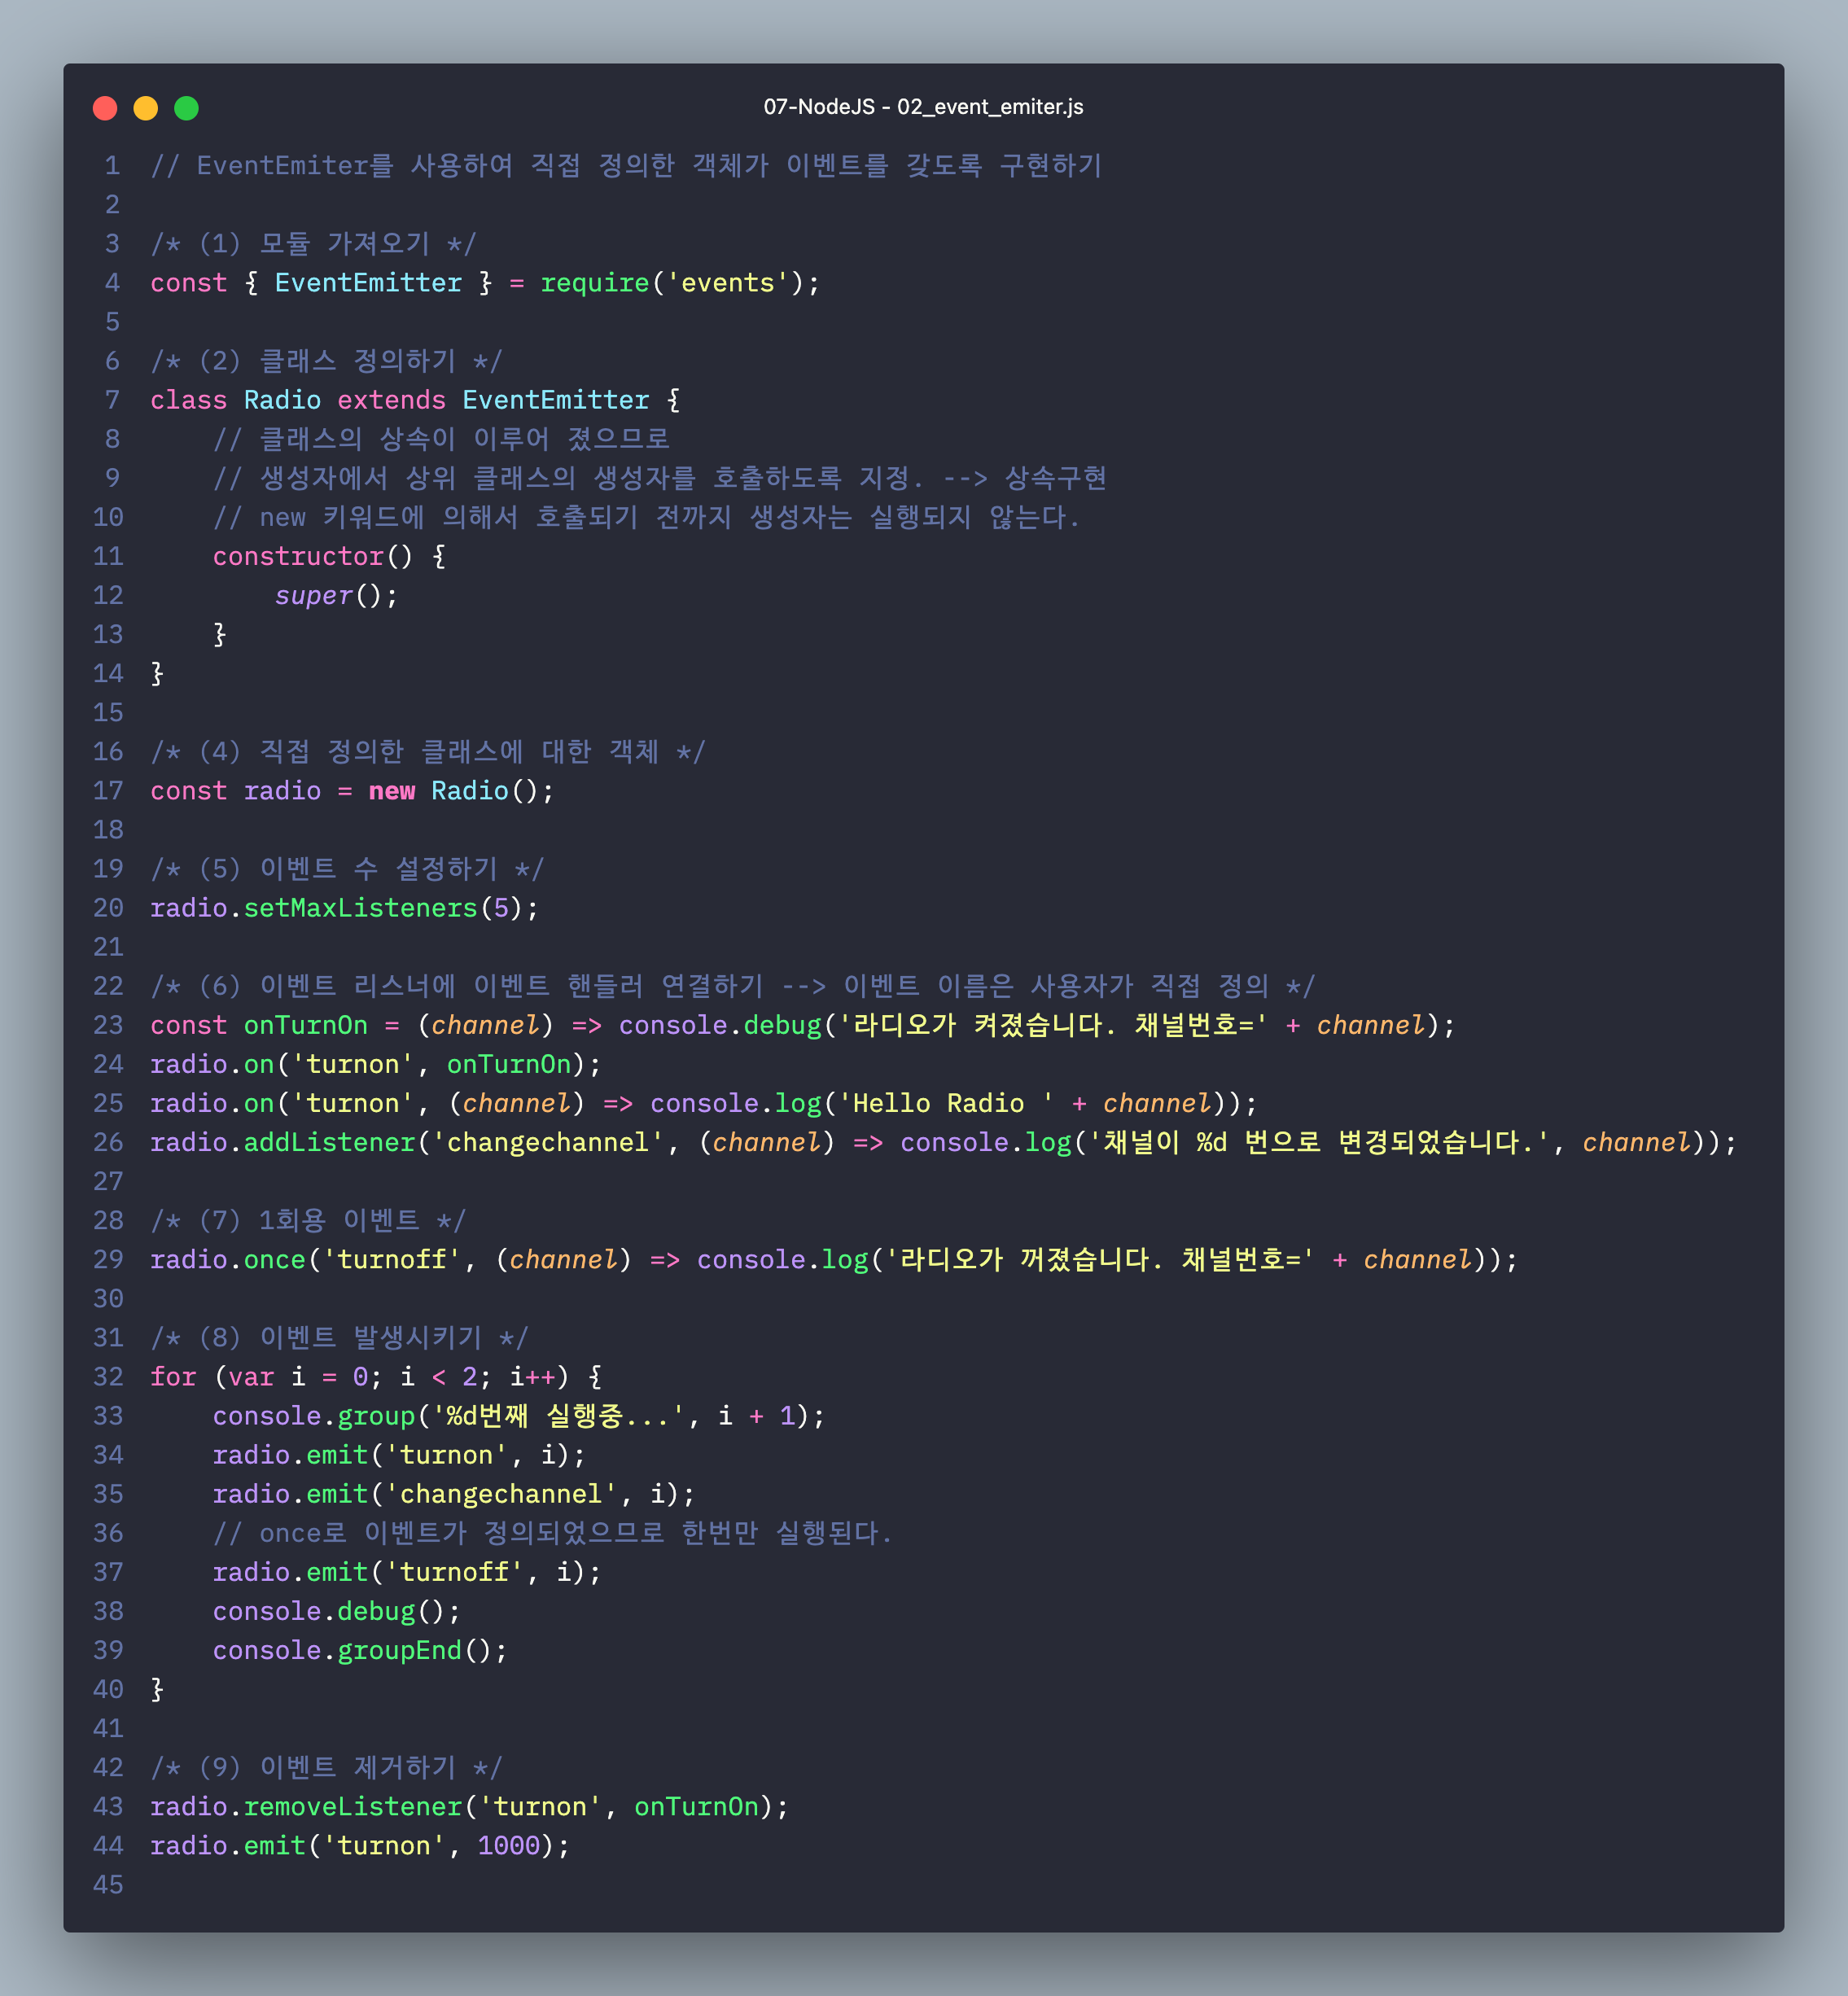 07-NodeJS - 02_event_emiter.js
1 // EventEmiter를 사용하여 직접 정의한 객체가 이벤트를 갖도록 구현하기
2
3 /* (1) 모듈 가져오기 */
4 const { EventEmitter } = require('events');
5
6 /* (2) 클래스 정의하기 */
7 class Radio extends EventEmitter {
8     // 클래스의 상속이 이루어 졌으므로
9     // 생성자에서 상위 클래스의 생성자를 호출하도록 지정. --> 상속구현
10     // new 키워드에 의해서 호출되기 전까지 생성자는 실행되지 않는다.
11     constructor() {
12         super();
13     }
14 }
15
16 /* (4) 직접 정의한 클래스에 대한 객체 */
17 const radio = new Radio();
18
19 /* (5) 이벤트 수 설정하기 */
20 radio.setMaxListeners(5);
21
22 /* (6) 이벤트 리스너에 이벤트 핸들러 연결하기 --> 이벤트 이름은 사용자가 직접 정의 */
23 const onTurnOn = (channel) => console.debug('라디오가 켜졌습니다. 채널번호=' + channel);
24 radio.on('turnon', onTurnOn);
25 radio.on('turnon', (channel) => console.log('Hello Radio ' + channel));
26 radio.addListener('changechannel', (channel) => console.log('채널이 %d 번으로 변경되었습니다.', channel));
27
28 /* (7) 1회용 이벤트 */
29 radio.once('turnoff', (channel) => console.log('라디오가 꺼졌습니다. 채널번호=' + channel));
30
31 /* (8) 이벤트 발생시키기 */
32 for (var i = 0; i < 2; i++) {
33     console.group('%d번째 실행중...', i + 1);
34     radio.emit('turnon', i);
35     radio.emit('changechannel', i);
36     // once로 이벤트가 정의되었으므로 한번만 실행된다.
37     radio.emit('turnoff', i);
38     console.debug();
39     console.groupEnd();
40 }
41
42 /* (9) 이벤트 제거하기 */
43 radio.removeListener('turnon', onTurnOn);
44 radio.emit('turnon', 1000);
45